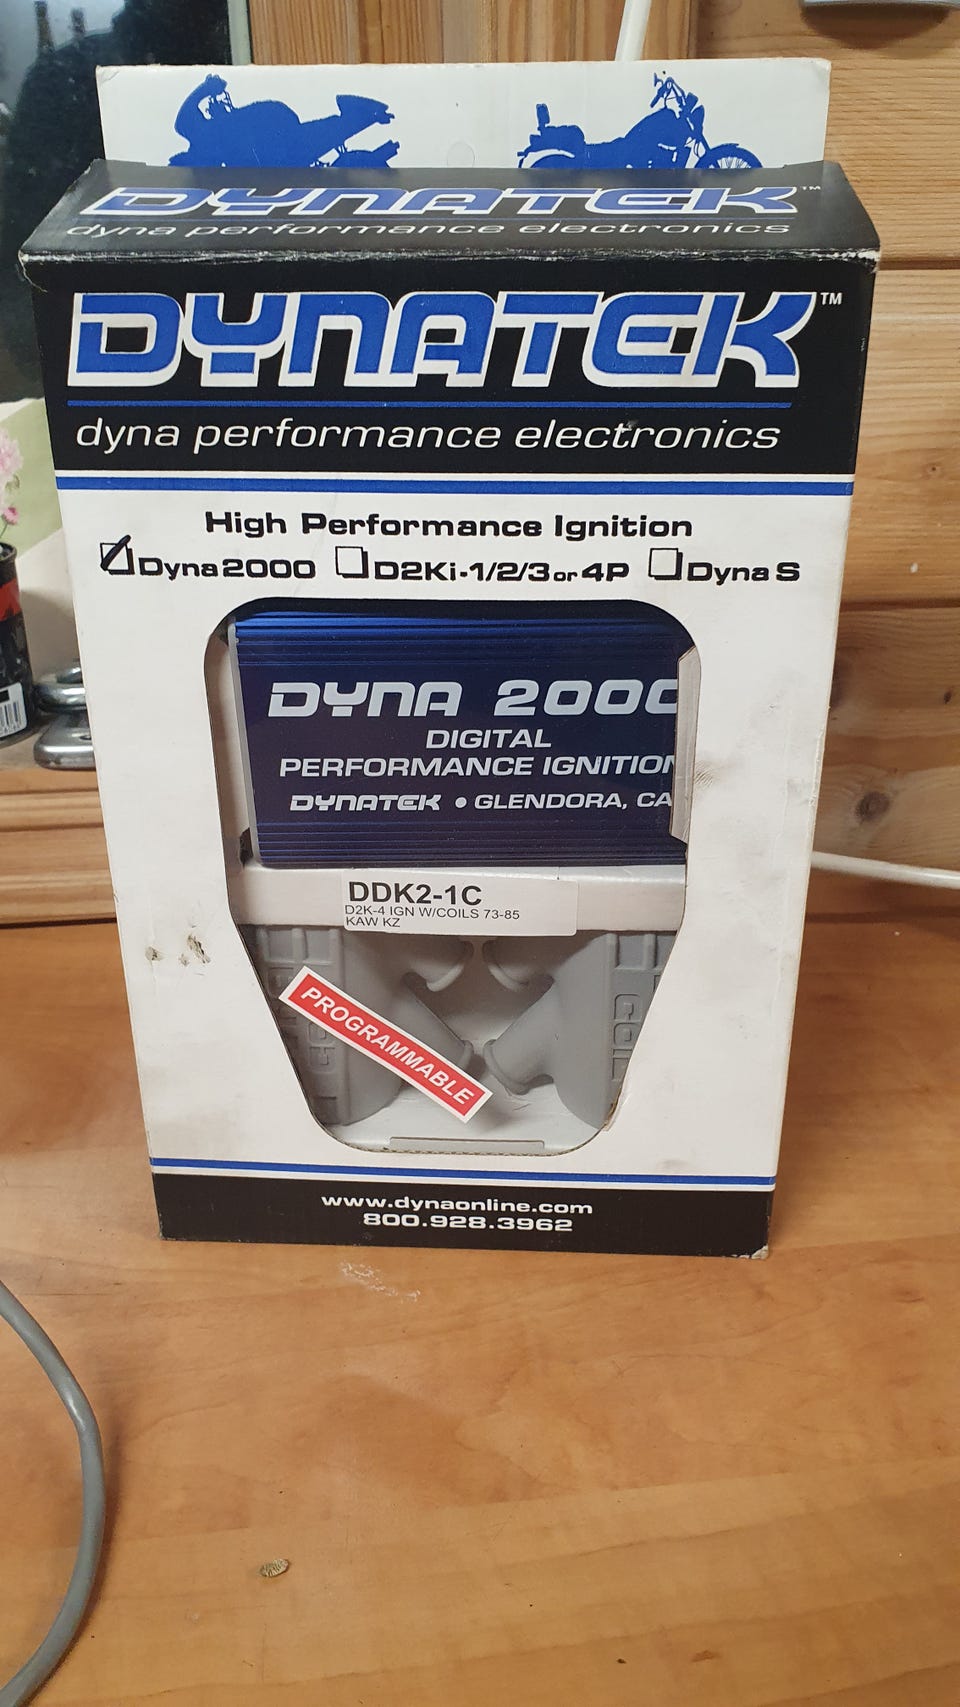 DYNATEK™
dyna performance electronics
DYNATEK™
dyna performance electronics
High Performance Ignition
Dyna2000 D2Ki-1/2/3 or 4P Dyna S
DYNA 2000
DIGITAL
PERFORMANCE IGNITION
DYNATEK • GLENDORA, CA
DDK2-1C
D2K-4 IGN W/COILS 73-85
KAW KZ
PROGRAMMABLE
COIL
www.dynaonline.com
800.928.3962